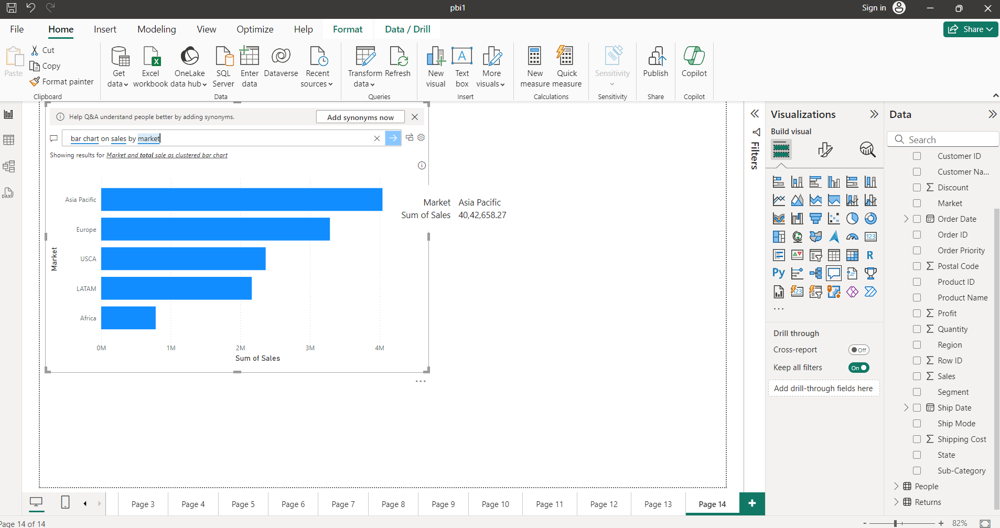 pbi1
Sign in
File Home Insert Modeling View Optimize Help Format Data / Drill
Share
Paste
Cut
Copy
Format painter
Clipboard
Get data
Excel workbook
OneLake data hub
SQL Server
Enter data
Dataverse
Recent sources
Data
Transform data
Refresh
Queries
New visual
Text box
More visuals
Insert
New measure
Quick measure
Calculations
Sensitivity
Sensitivity
Publish
Share
Copilot
Copilot
DAX
Help Q&A understand people better by adding synonyms.
Add synonyms now
bar chart on sales by market
Showing results for Market and total sale as clustered bar chart
Market
Asia Pacific
Europe
USCA
LATAM
Africa
0M 1M 2M 3M 4M
Sum of Sales
Market Asia Pacific
Sum of Sales 40,42,658.27
Filters
Visualizations
Build visual
123
R
Py
123
...
Drill through
Cross-report
Off
Keep all filters
On
Add drill-through fields here
Data
Search
Customer ID
Customer Na...
Discount
Market
Order Date
Order ID
Order Priority
Postal Code
Product ID
Product Name
Profit
Quantity
Region
Row ID
Sales
Segment
Ship Date
Ship Mode
Shipping Cost
State
Sub-Category
People
Returns
Page 3 Page 4 Page 5 Page 6 Page 7 Page 8 Page 9 Page 10 Page 11 Page 12 Page 13 Page 14
Page 14 of 14
82%